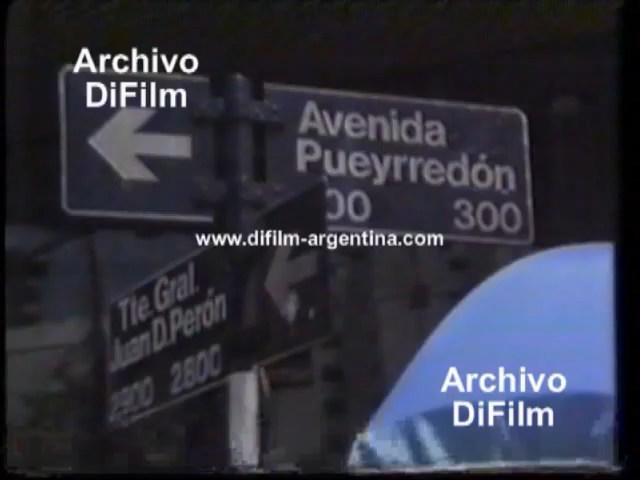 Archivo
DiFilm
Avenida
Pueyrredón
00 300
www.difilm-argentina.com
Tte. Gral.
Juan D. Perón
2900 2800
Archivo
DiFilm